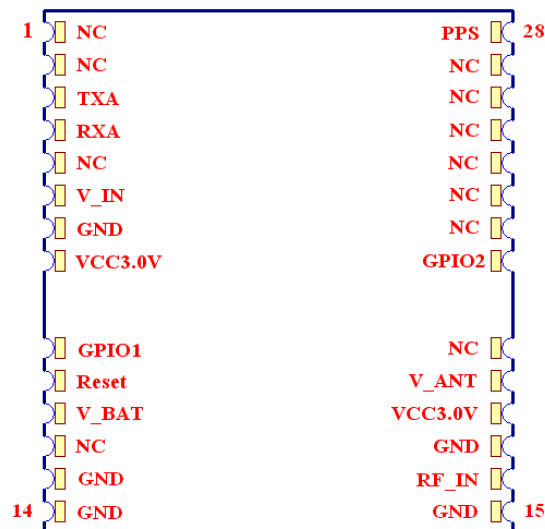 1 NC PPS 28
NC NC
TXA NC
RXA NC
NC NC
V_IN NC
GND NC
VCC3.0V GPIO2
GPIO1 NC
Reset V_ANT
V_BAT VCC3.0V
NC GND
GND RF_IN
14 GND GND 15